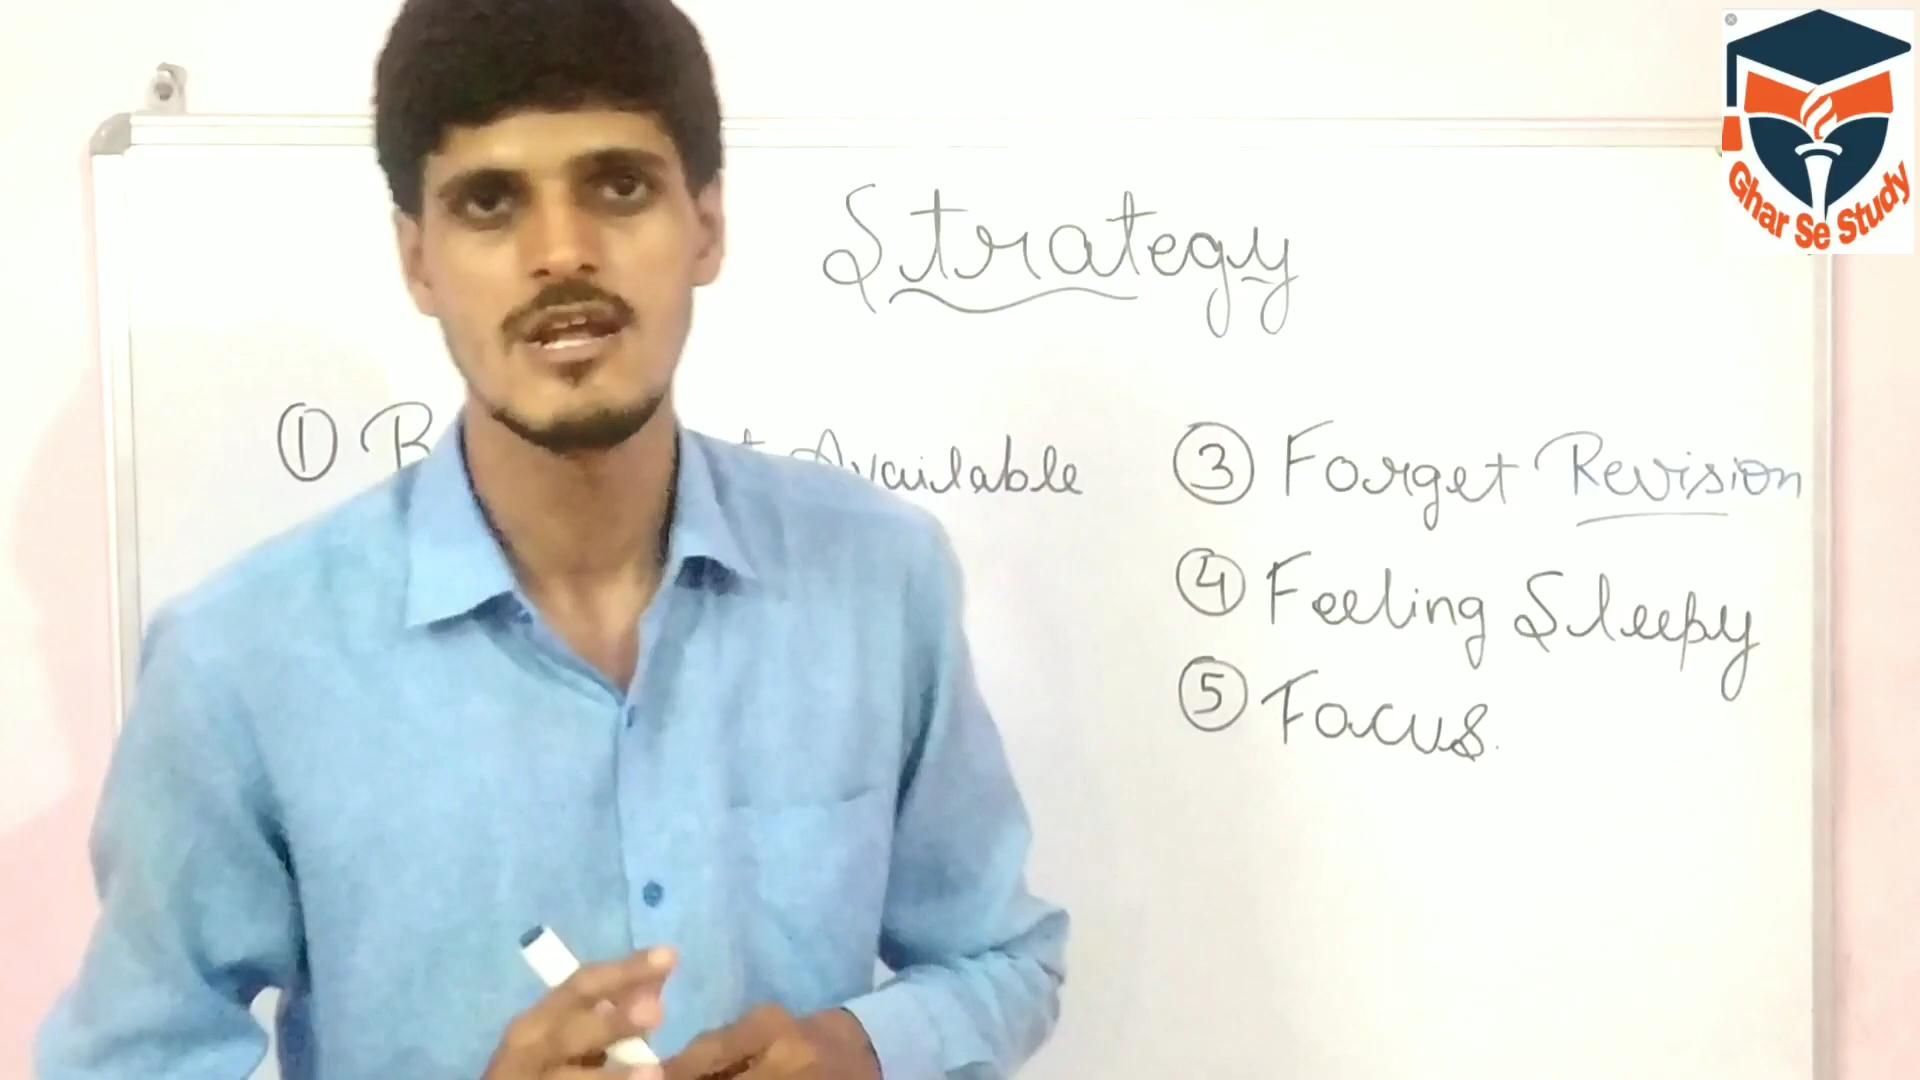 Strategy
① B Available
③ Forget Revision
④ Feeling Sleepy
⑤ Focus.
Ghar Se Study